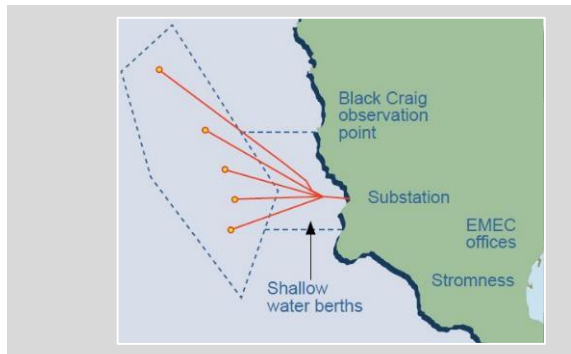 Black Craig
observation
point
Substation
EMEC
offices
Stromness
Shallow
water berths